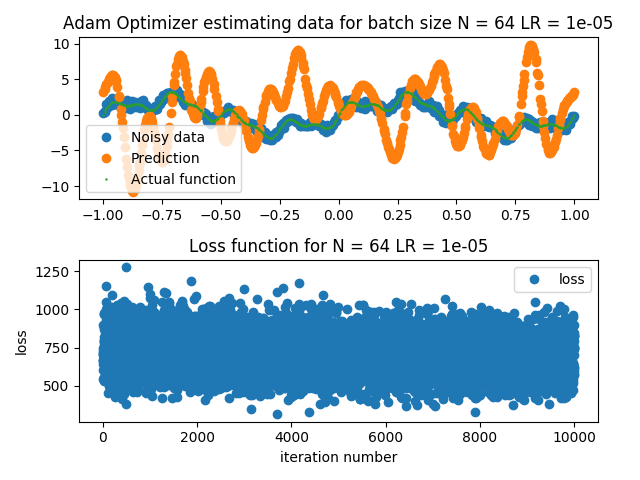 Adam Optimizer estimating data for batch size N = 64 LR = 1e-05
10
5
0
−5
−10
Noisy data
Prediction
Actual function
−1.00 −0.75 −0.50 −0.25 0.00 0.25 0.50 0.75 1.00
Loss function for N = 64 LR = 1e-05
1250
1000
750
500
loss
loss
0 2000 4000 6000 8000 10000
iteration number